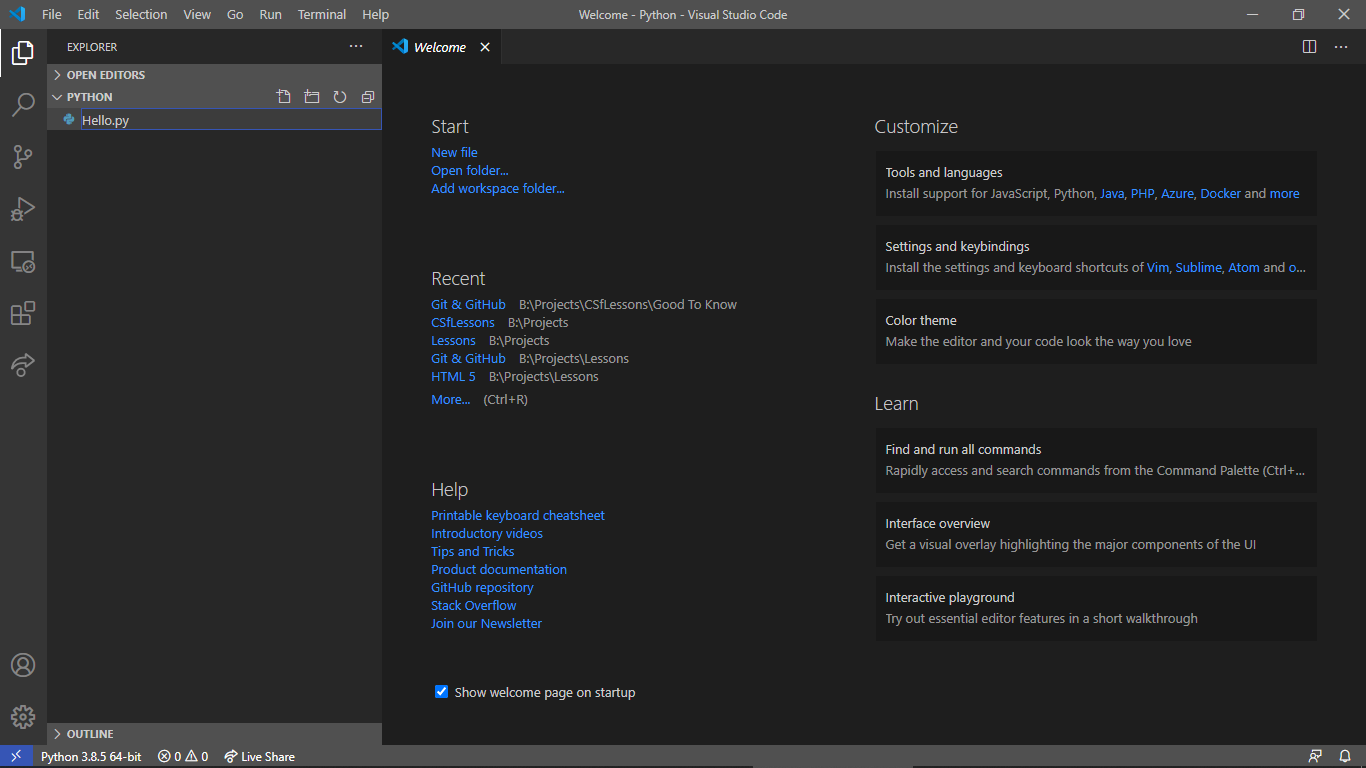 File Edit Selection View Go Run Terminal Help Welcome - Python - Visual Studio Code
EXPLORER
Welcome
OPEN EDITORS
PYTHON
Hello.py
Start
New file
Open folder...
Add workspace folder...
Recent
Git & GitHub B:\Projects\CSfLessons\Good To Know
CSfLessons B:\Projects
Lessons B:\Projects
Git & GitHub B:\Projects\Lessons
HTML 5 B:\Projects\Lessons
More... (Ctrl+R)
Help
Printable keyboard cheatsheet
Introductory videos
Tips and Tricks
Product documentation
GitHub repository
Stack Overflow
Join our Newsletter
Show welcome page on startup
Customize
Tools and languages
Install support for JavaScript, Python, Java, PHP, Azure, Docker and more
Settings and keybindings
Install the settings and keyboard shortcuts of Vim, Sublime, Atom and o...
Color theme
Make the editor and your code look the way you love
Learn
Find and run all commands
Rapidly access and search commands from the Command Palette (Ctrl+...
Interface overview
Get a visual overlay highlighting the major components of the UI
Interactive playground
Try out essential editor features in a short walkthrough
OUTLINE
Python 3.8.5 64-bit 0 0 Live Share